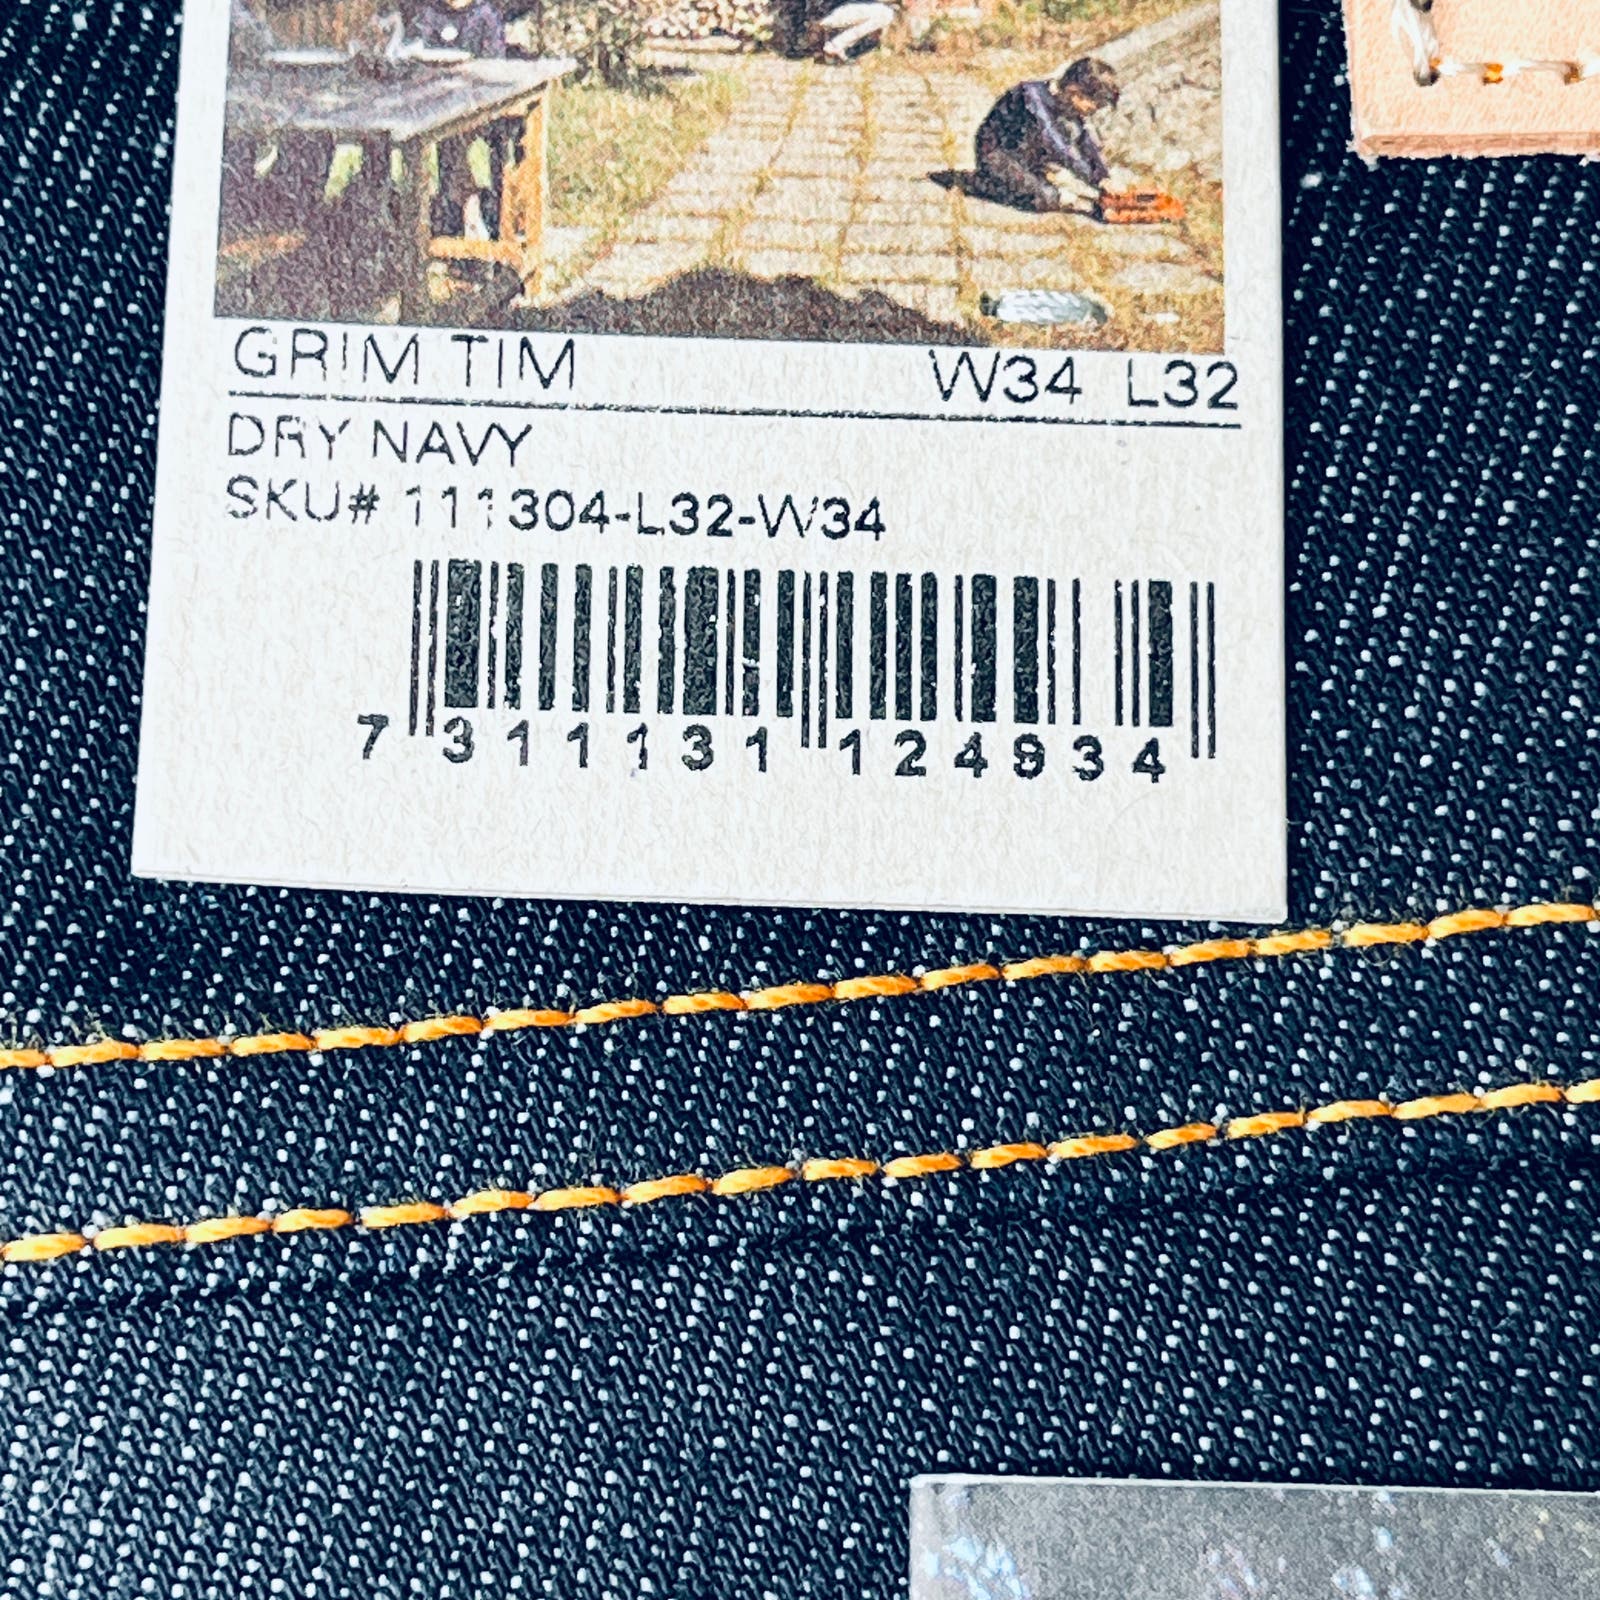 GRIM TIM W34 L32
DRY NAVY
SKU# 111304-L32-W34
7 311131 124934